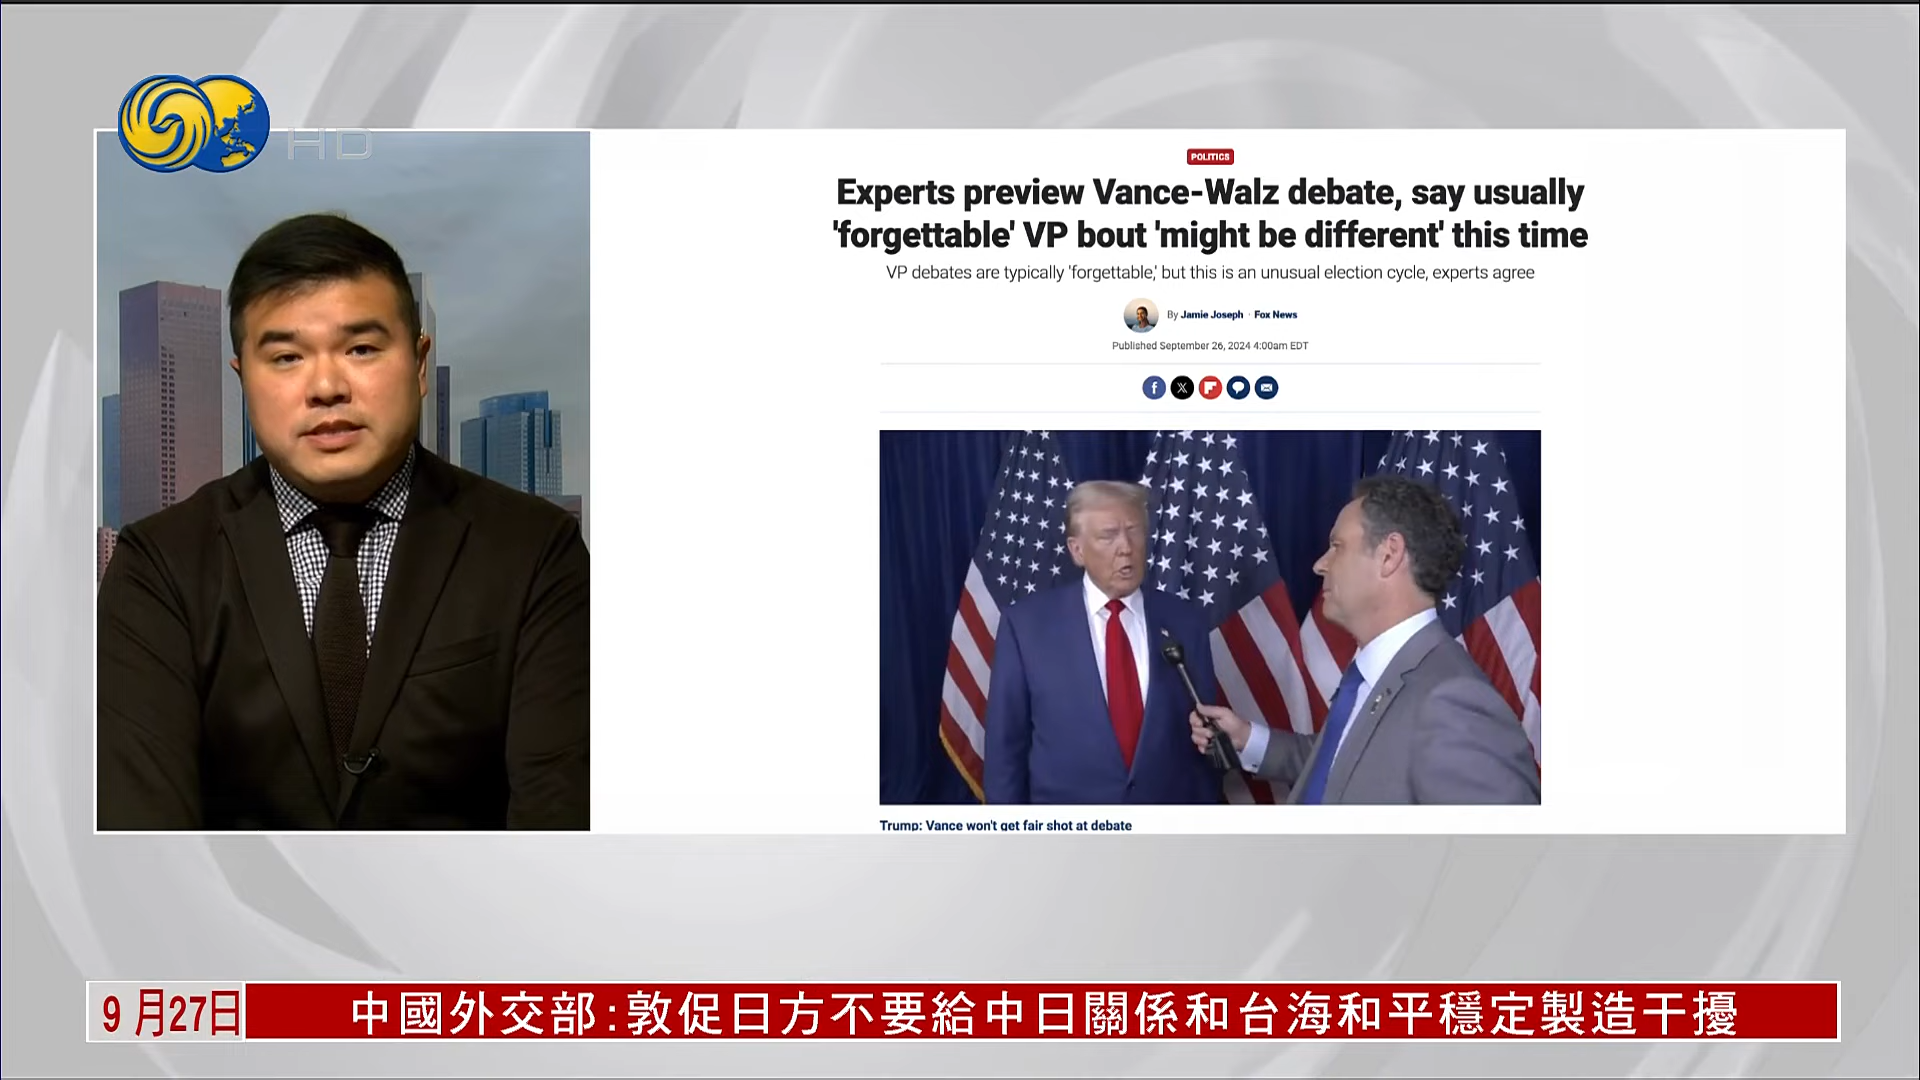 HD
POLITICS
Experts preview Vance-Walz debate, say usually
'forgettable' VP bout 'might be different' this time
VP debates are typically 'forgettable,' but this is an unusual election cycle, experts agree
By Jamie Joseph · Fox News
Published September 26, 2024 4:00am EDT
f X
Trump: Vance won't get fair shot at debate
9月27日 中國外交部:敦促日方不要給中日關係和台海和平穩定製造干擾